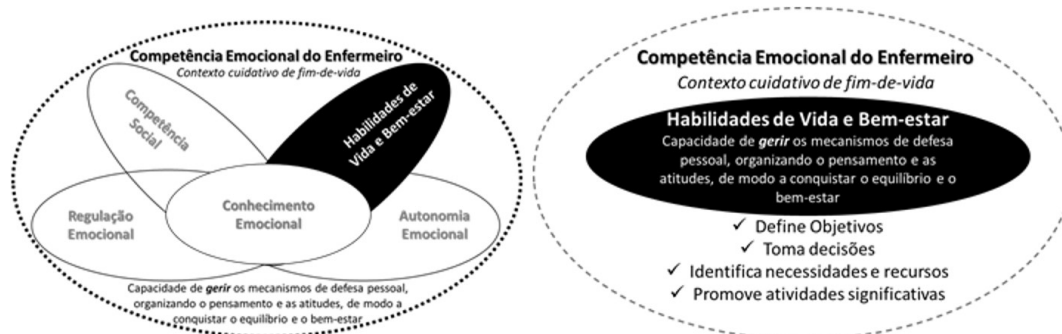 Competência Emocional do Enfermeiro
Contexto cuidativo de fim-de-vida
Competência
Social
Habilidades de
Vida e Bem-estar
Regulação
Emocional
Conhecimento
Emocional
Autonomia
Emocional
Capacidade de gerir os mecanismos de defesa pessoal,
organizando o pensamento e as atitudes, de modo a
conquistar o equilíbrio e o bem-estar
Competência Emocional do Enfermeiro
Contexto cuidativo de fim-de-vida
Habilidades de Vida e Bem-estar
Capacidade de gerir os mecanismos de defesa
pessoal, organizando o pensamento e as
atitudes, de modo a conquistar o equilíbrio e o
bem-estar
✓ Define Objetivos
✓ Toma decisões
✓ Identifica necessidades e recursos
✓ Promove atividades significativas